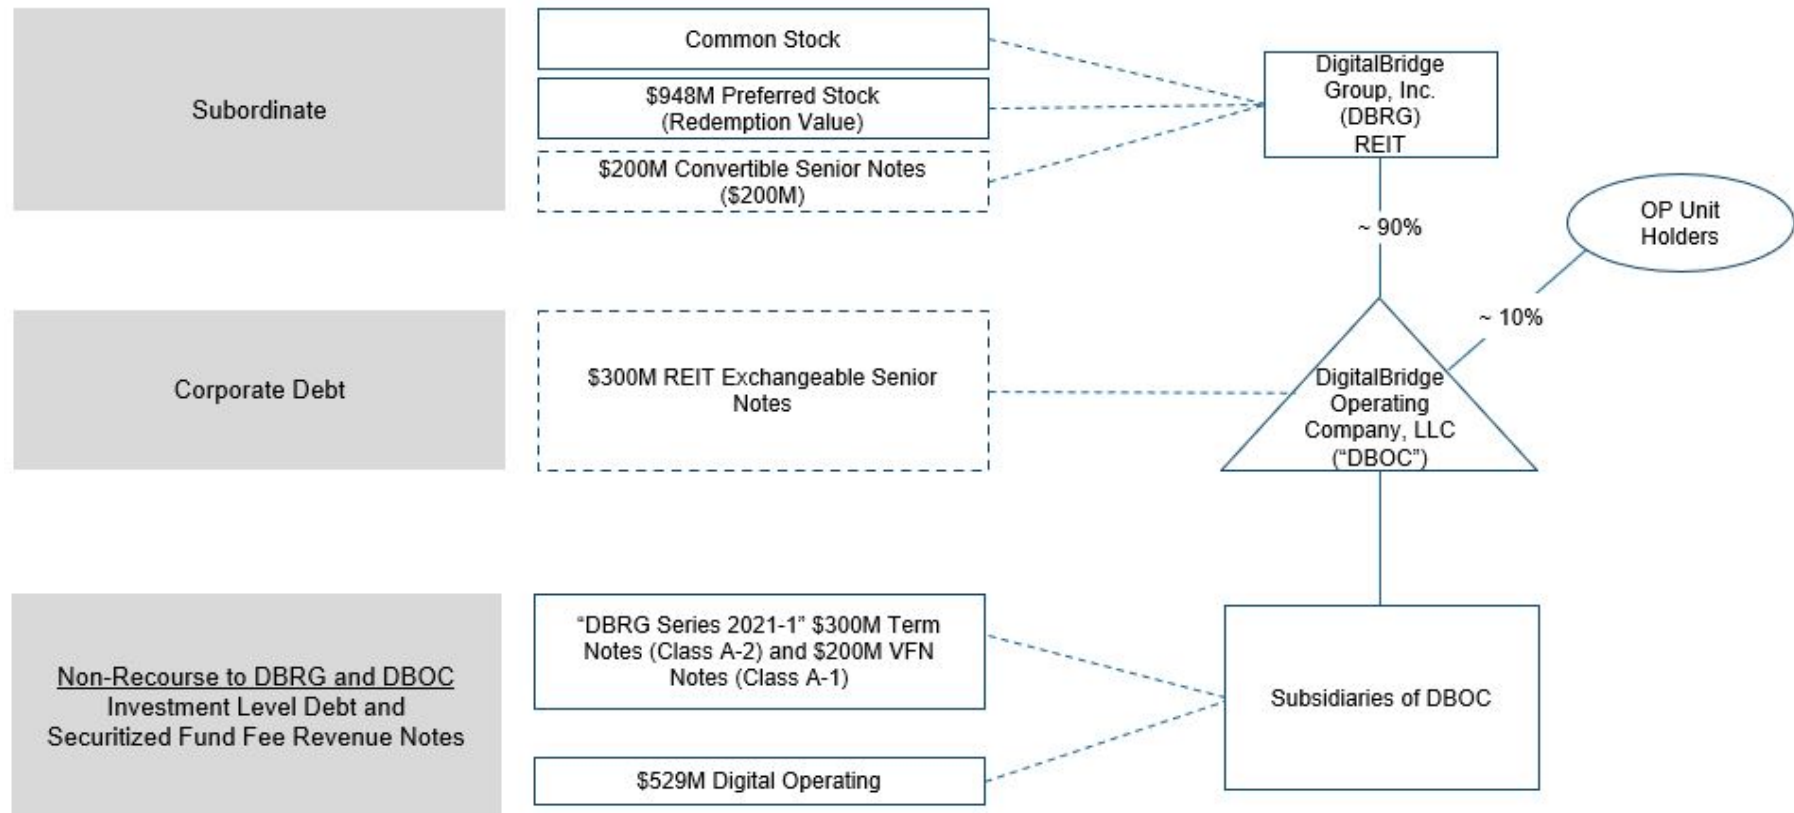 Subordinate
Common Stock
$948M Preferred Stock
(Redemption Value)
$200M Convertible Senior Notes
($200M)
DigitalBridge
Group, Inc.
(DBRG)
REIT
~ 90%
OP Unit
Holders
~ 10%
Corporate Debt
$300M REIT Exchangeable Senior
Notes
DigitalBridge
Operating
Company, LLC
(“DBOC”)
Non-Recourse to DBRG and DBOC
Investment Level Debt and
Securitized Fund Fee Revenue Notes
“DBRG Series 2021-1” $300M Term
Notes (Class A-2) and $200M VFN
Notes (Class A-1)
$529M Digital Operating
Subsidiaries of DBOC